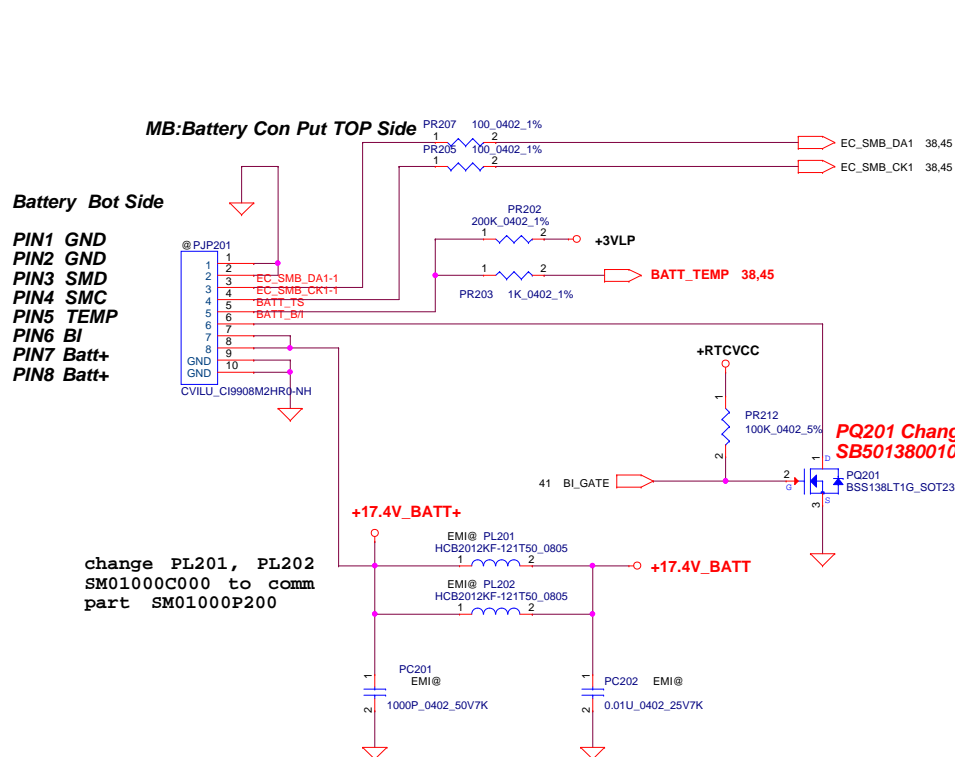 MB:Battery Con Put TOP Side
PR207 100_0402_1%
1 2
EC_SMB_DA1 38,45
PR205 100_0402_1%
1 2
EC_SMB_CK1 38,45
Battery Bot Side
PIN1 GND
PIN2 GND
PIN3 SMD
PIN4 SMC
PIN5 TEMP
PIN6 BI
PIN7 Batt+
PIN8 Batt+
PR202
200K_0402_1%
1 2
+3VLP
1 2
BATT_TEMP 38,45
PR203 1K_0402_1%
@ PJP201
1 1
2 2
3 3 EC_SMB_DA1-1
4 4 EC_SMB_CK1-1
5 5 BATT_TS
6 6 BATT_B/I
7 7
8 8
GND 9
GND 10
CVILU_CI9908M2HR0-NH
+RTCVCC
1
PR212
100K_0402_5%
2
PQ201 Chang
SB501380010
41 BI_GATE
1 D
2 G
3 S
PQ201
BSS138LT1G_SOT23
+17.4V_BATT+
EMI@ PL201
HCB2012KF-121T50_0805
1 2
+17.4V_BATT
EMI@ PL202
HCB2012KF-121T50_0805
1 2
change PL201, PL202
SM01000C000 to comm
part SM01000P200
PC201
EMI@
1
2
1000P_0402_50V7K
PC202 EMI@
1
2
0.01U_0402_25V7K